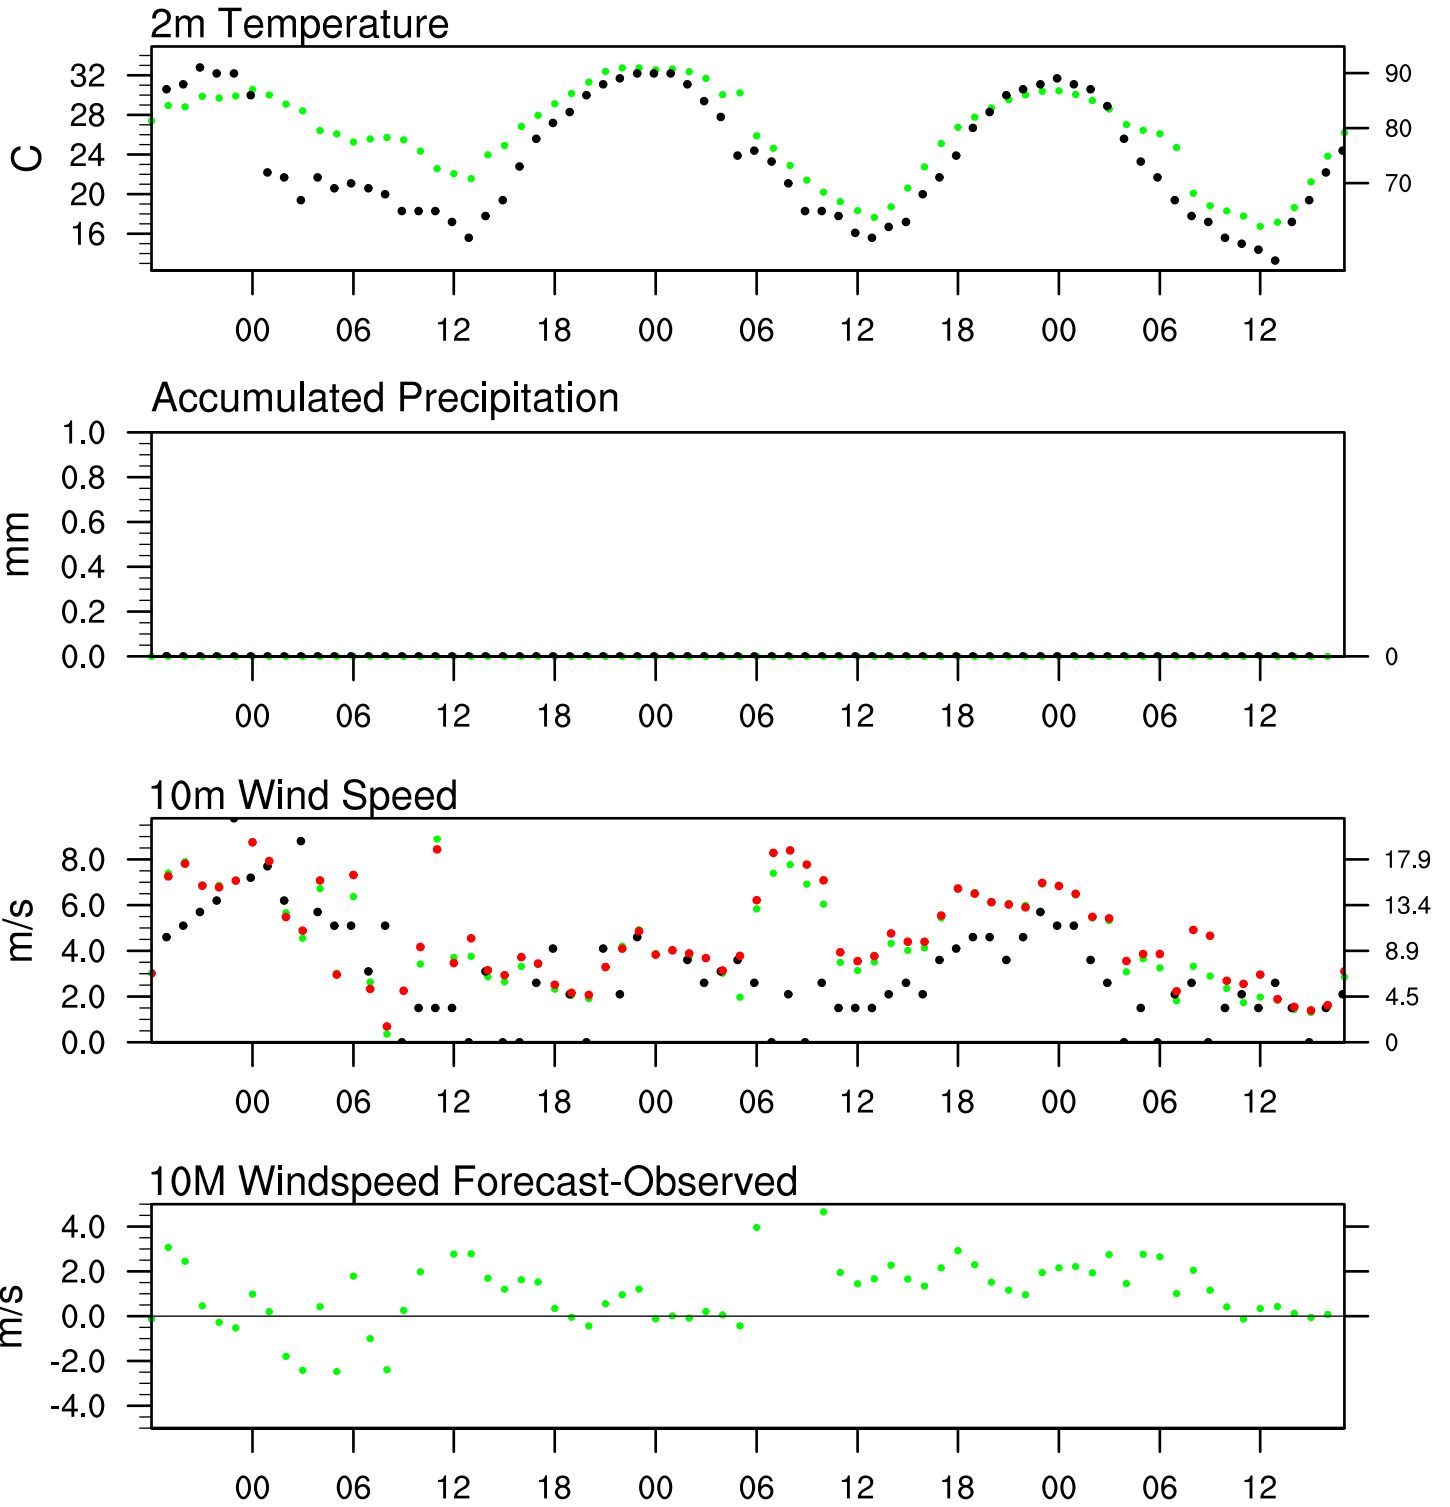 2m Temperature
C
32
28
24
20
16
90
80
70
00 06 12 18 00 06 12 18 00 06 12
Accumulated Precipitation
mm
1.0
0.8
0.6
0.4
0.2
0.0
0
00 06 12 18 00 06 12 18 00 06 12
10m Wind Speed
m/s
8.0
6.0
4.0
2.0
0.0
17.9
13.4
8.9
4.5
0
00 06 12 18 00 06 12 18 00 06 12
10M Windspeed Forecast-Observed
m/s
4.0
2.0
0.0
-2.0
-4.0
00 06 12 18 00 06 12 18 00 06 12